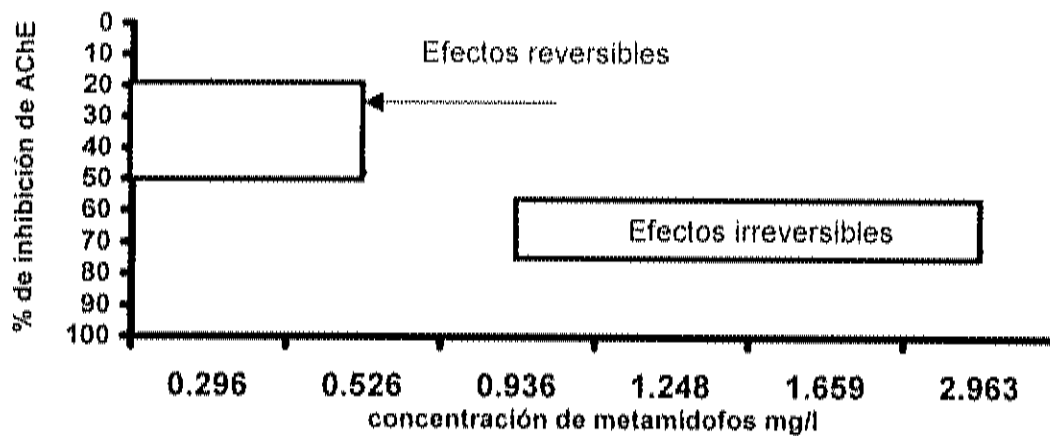 % de inhibición de AChE
0
10
20
30
40
50
60
70
80
90
100
Efectos reversibles
Efectos irreversibles
0.296 0.526 0.936 1.248 1.659 2.963
concentración de metamidofos mg/l